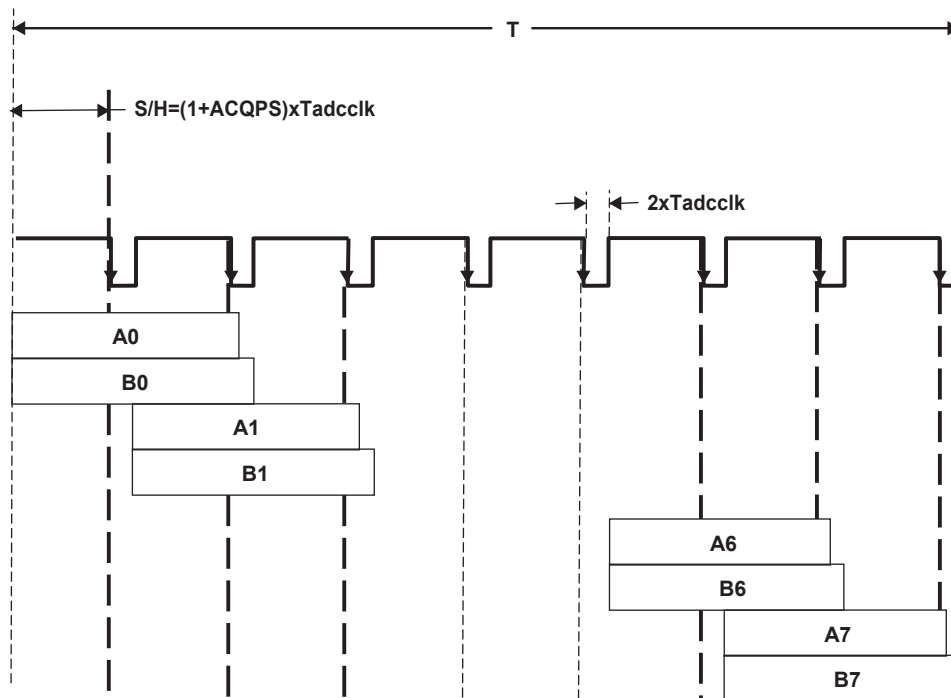 T
S/H=(1+ACQPS)xTadcclk
2xTadcclk
A0
B0
A1
B1
A6
B6
A7
B7